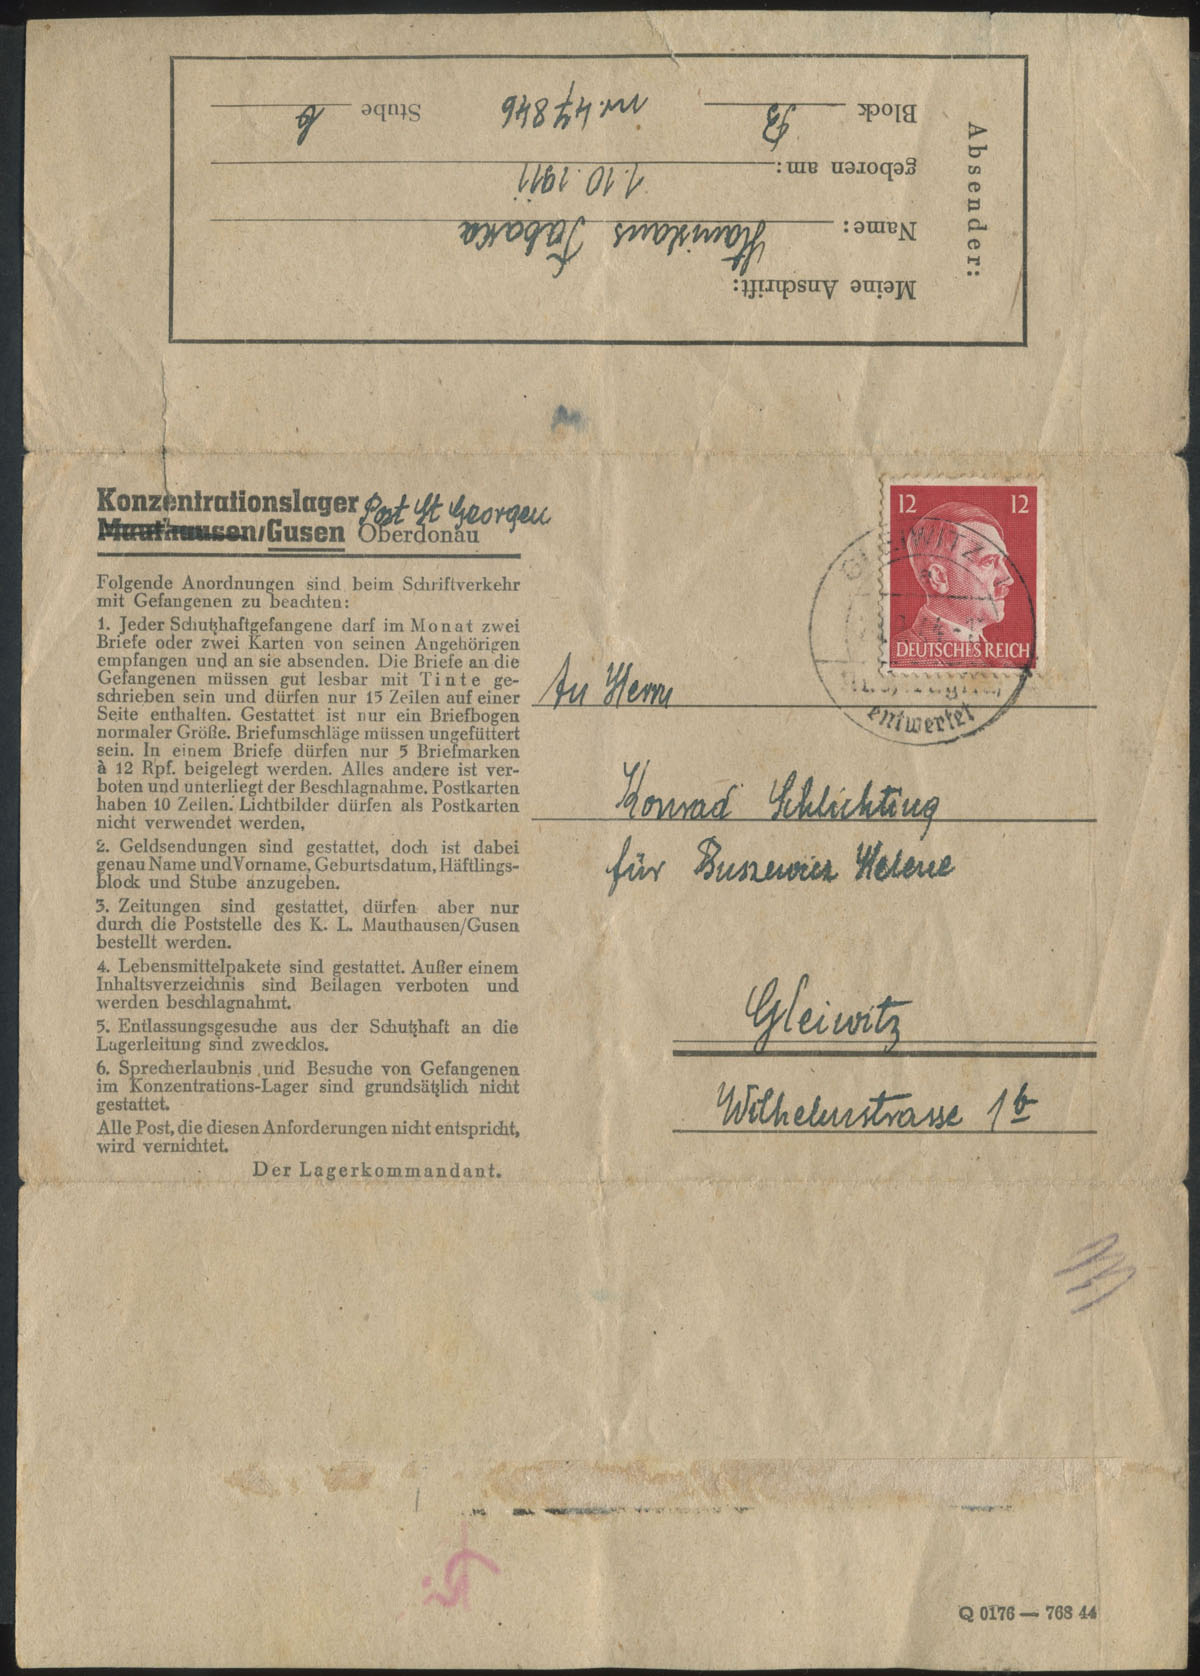 Absender:
Meine Anschrift:
Name: Stanislaus Tabaka
geboren am: 1.10.1911
Block nr. 47846 Stube b
Konzentrationslager Post St Georgen
Mauthausen/Gusen Oberdonau
Folgende Anordnungen sind beim Schriftverkehr
mit Gefangenen zu beachten:
1. Jeder Schutzhaftgefangene darf im Monat zwei
Briefe oder zwei Karten von seinen Angehörigen
empfangen und an sie absenden. Die Briefe an die
Gefangenen müssen gut lesbar mit Tinte ge-
schrieben sein und dürfen nur 15 Zeilen auf einer
Seite enthalten. Gestattet ist nur ein Briefbogen
normaler Größe. Briefumschläge müssen ungefüttert
sein. In einem Briefe dürfen nur 5 Briefmarken
à 12 Rpf. beigelegt werden. Alles andere ist ver-
boten und unterliegt der Beschlagnahme. Postkarten
haben 10 Zeilen. Lichtbilder dürfen als Postkarten
nicht verwendet werden,
2. Geldsendungen sind gestattet, doch ist dabei
genau Name und Vorname, Geburtsdatum, Häftlings-
block und Stube anzugeben.
3. Zeitungen sind gestattet, dürfen aber nur
durch die Poststelle des K. L. Mauthausen/Gusen
bestellt werden.
4. Lebensmittelpakete sind gestattet. Außer einem
Inhaltsverzeichnis sind Beilagen verboten und
werden beschlagnahmt.
5. Entlassungsgesuche aus der Schutzhaft an die
Lagerleitung sind zwecklos.
6. Sprecherlaubnis und Besuche von Gefangenen
im Konzentrations-Lager sind grundsätzlich nicht
gestattet.
Alle Post, die diesen Anforderungen nicht entspricht,
wird vernichtet.
Der Lagerkommandant.
12 12
DEUTSCHES REICH
GLEIWITZ
entwertet
An Herrn
Konrad Schlichting
für Buszewicz Helene
Gleiwitz
Wilhelmstrasse 1b
Q 0176 — 768 44